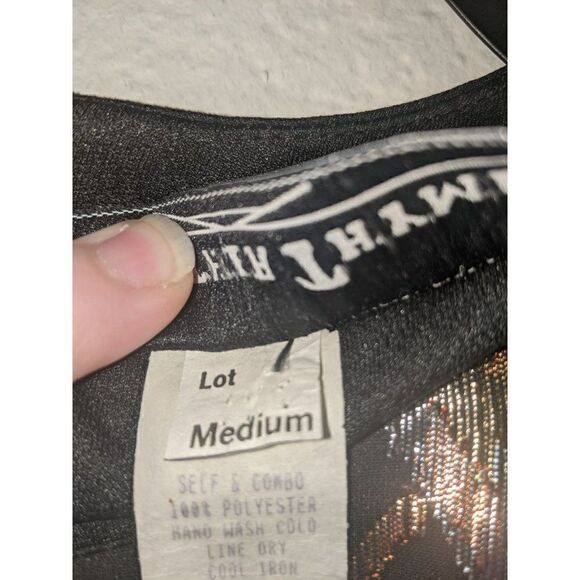 Lot
Medium
SELF & COMBO
100% POLYESTER
HAND WASH COLD
LINE DRY
COOL IRON